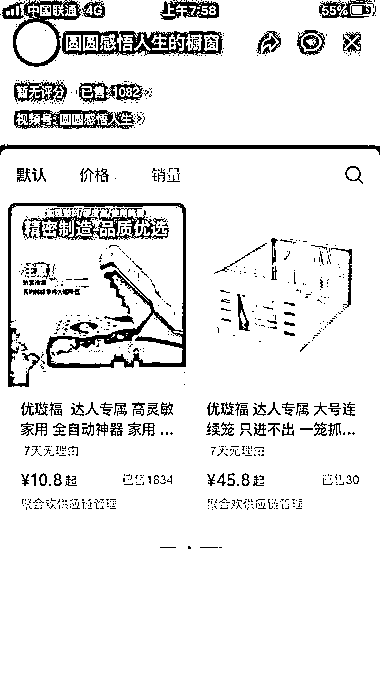 中国联通 4G 上午7:58 55%
圆圆感悟人生的橱窗
暂无评分 已售 1082
视频号: 圆圆感悟人生
默认 价格 销量
精密制造 品质优选
注意!
优璇福 达人专属 高灵敏
家用 全自动神器 家用 ...
7天无理由
¥10.8起 已售1834
聚合欢供应链管理
优璇福 达人专属 大号连
续笼 只进不出 一笼抓...
7天无理由
¥45.8起 已售30
聚合欢供应链管理